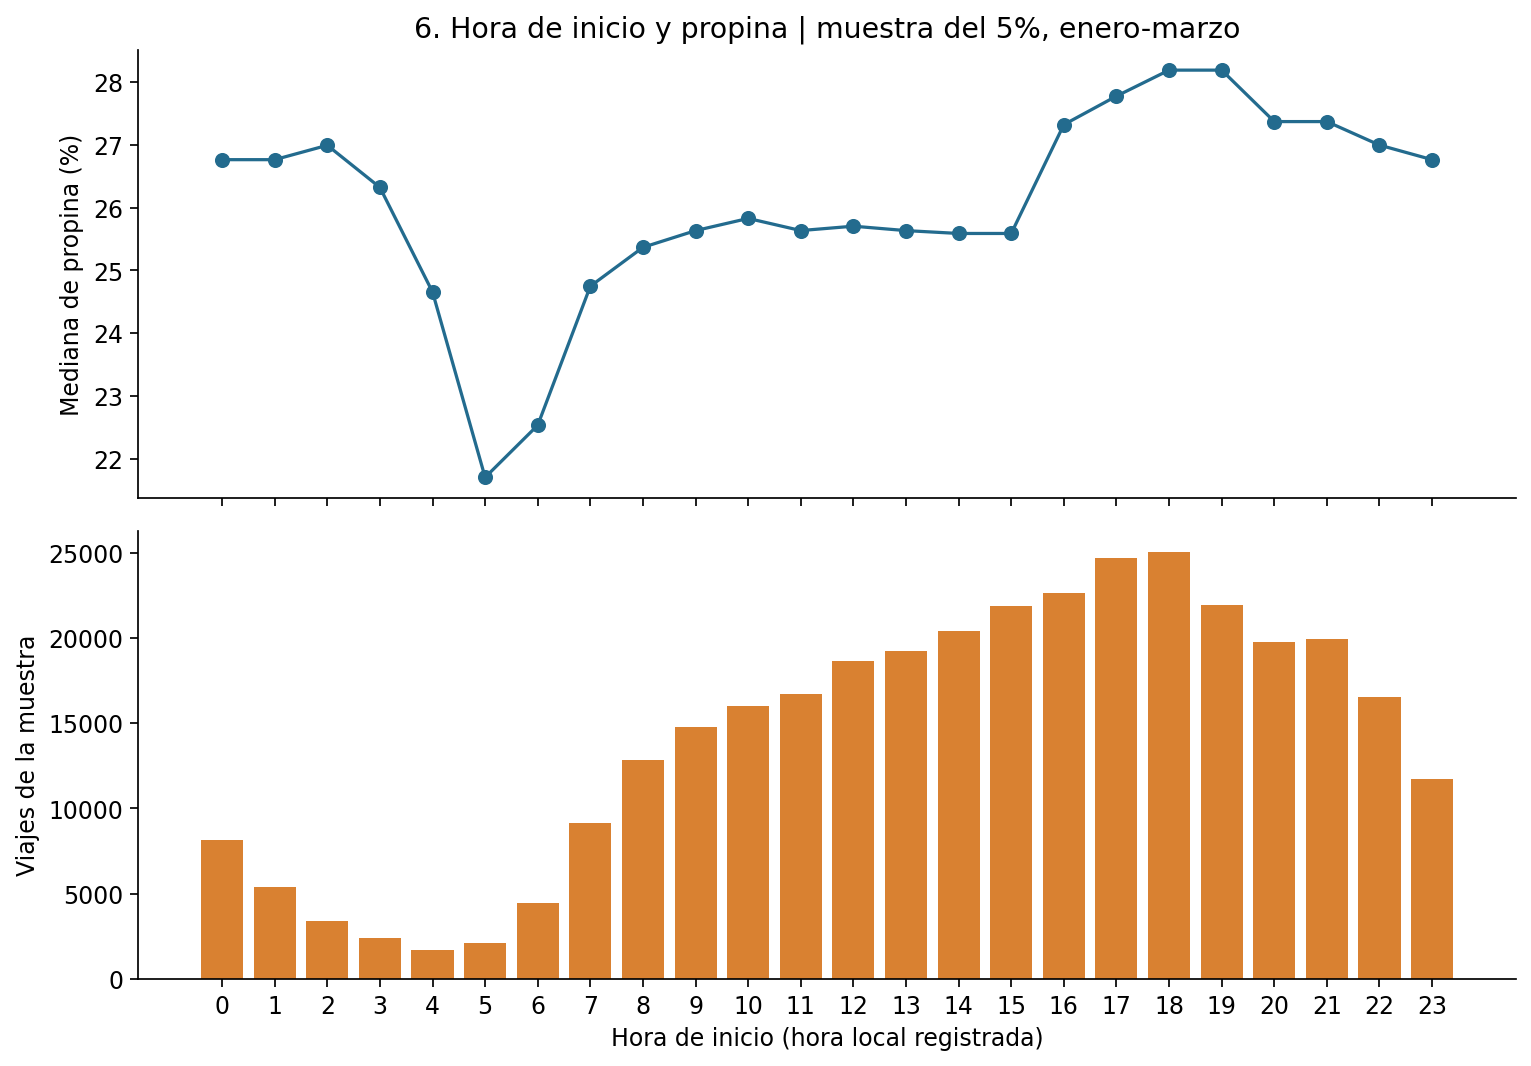 6. Hora de inicio y propina | muestra del 5%, enero-marzo
Mediana de propina (%)
28
27
26
25
24
23
22
Viajes de la muestra
25000
20000
15000
10000
5000
0
0 1 2 3 4 5 6 7 8 9 10 11 12 13 14 15 16 17 18 19 20 21 22 23
Hora de inicio (hora local registrada)